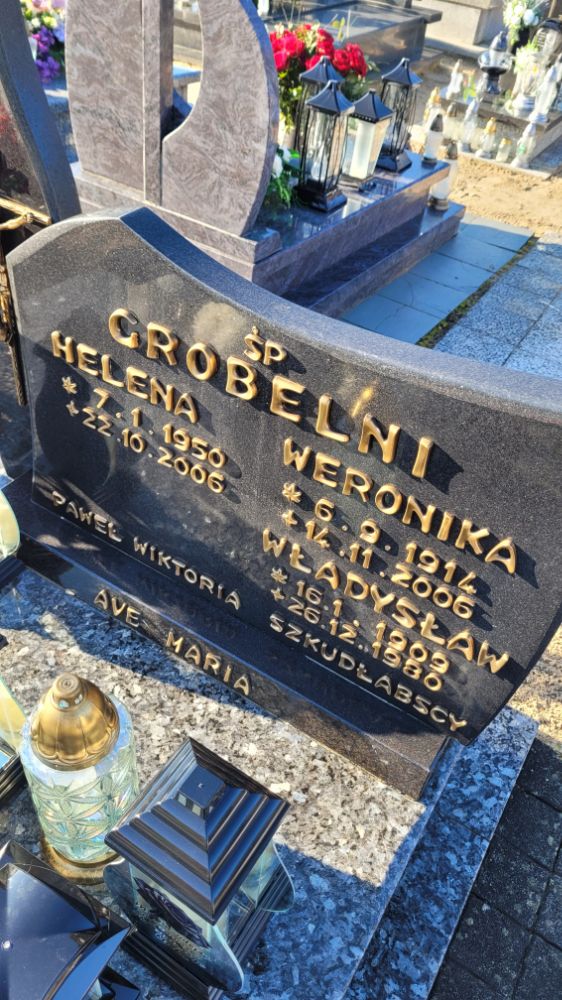 ŚP
GROBELNI
HELENA
* 7.1.1950
+ 22.10.2006
WERONIKA
* 6.9.1914
+ 14.11.2006
WŁADYSŁAW
* 16.1.1909
+ 26.12.1980
PAWEŁ WIKTORIA SZKUDŁABSCY
AVE MARIA